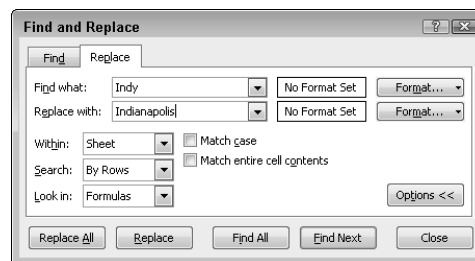 Find and Replace
Find Replace
Find what: Indy No Format Set Format...
Replace with: Indianapolis No Format Set Format...
Within: Sheet Match case
Match entire cell contents
Search: By Rows
Look in: Formulas Options <<
Replace All Replace Find All Find Next Close